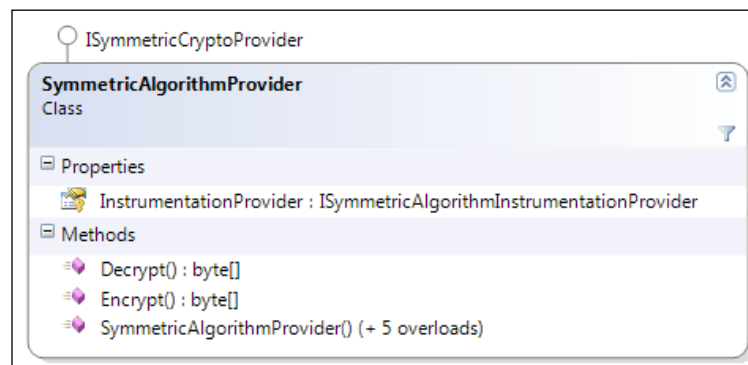 ISymmetricCryptoProvider
SymmetricAlgorithmProvider
Class
Properties
InstrumentationProvider : ISymmetricAlgorithmInstrumentationProvider
Methods
Decrypt() : byte[]
Encrypt() : byte[]
SymmetricAlgorithmProvider() (+ 5 overloads)